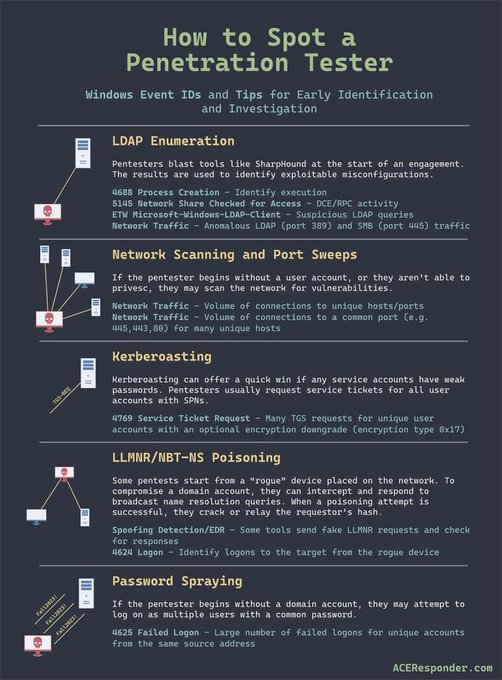 How to Spot a
Penetration Tester
Windows Event IDs and Tips for Early Identification
and Investigation
LDAP Enumeration
Pentesters blast tools like SharpHound at the start of an engagement.
The results are used to identify exploitable misconfigurations.
4688 Process Creation – Identify execution
5145 Network Share Checked for Access – DCE/RPC activity
ETW Microsoft-Windows-LDAP-Client – Suspicious LDAP queries
Network Traffic – Anomalous LDAP (port 389) and SMB (port 445) traffic
Network Scanning and Port Sweeps
If the pentester begins without a user account, or they aren't able to
privesc, they may scan the network for vulnerabilities.
Network Traffic – Volume of connections to unique hosts/ports
Network Traffic – Volume of connections to a common port (e.g.
445,443,80) for many unique hosts
TGS-REQ
Kerberoasting
Kerberoasting can offer a quick win if any service accounts have weak
passwords. Pentesters usually request service tickets for all user
accounts with SPNs.
4769 Service Ticket Request – Many TGS requests for unique user
accounts with an optional encryption downgrade (encryption type 0x17)
LLMNR/NBT-NS Poisoning
Some pentests start from a “rogue” device placed on the network. To
compromise a domain account, they can intercept and respond to
broadcast name resolution queries. When a poisoning attempt is
successful, they crack or relay the requestor's hash.
Spoofing Detection/EDR – Some tools send fake LLMNR requests and check
for responses
4624 Logon – Identify logons to the target from the rogue device
Fall2023!
Fall2023!
Fall2023!
Password Spraying
If the pentester begins without a domain account, they may attempt to
log on as multiple users with a common password.
4625 Failed Logon – Large number of failed logons for unique accounts
from the same source address
ACEResponder.com